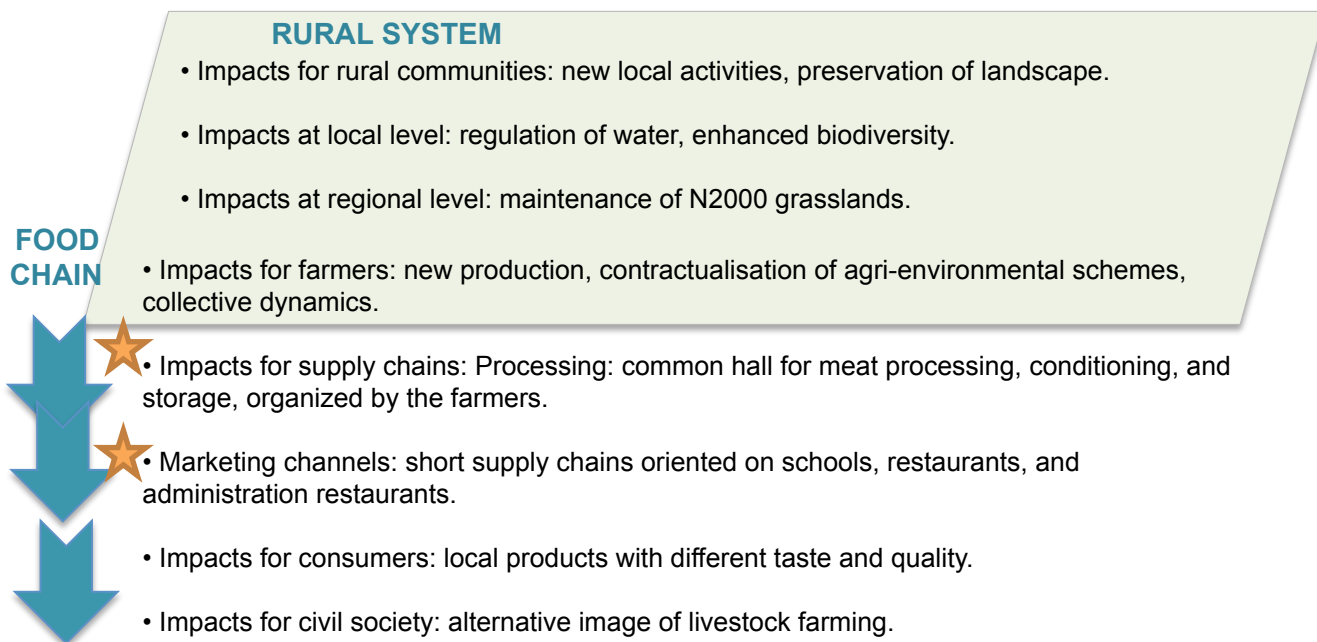 RURAL SYSTEM
• Impacts for rural communities: new local activities, preservation of landscape.
• Impacts at local level: regulation of water, enhanced biodiversity.
• Impacts at regional level: maintenance of N2000 grasslands.
FOOD
CHAIN
• Impacts for farmers: new production, contractualisation of agri-environmental schemes,
collective dynamics.
• Impacts for supply chains: Processing: common hall for meat processing, conditioning, and
storage, organized by the farmers.
• Marketing channels: short supply chains oriented on schools, restaurants, and
administration restaurants.
• Impacts for consumers: local products with different taste and quality.
• Impacts for civil society: alternative image of livestock farming.